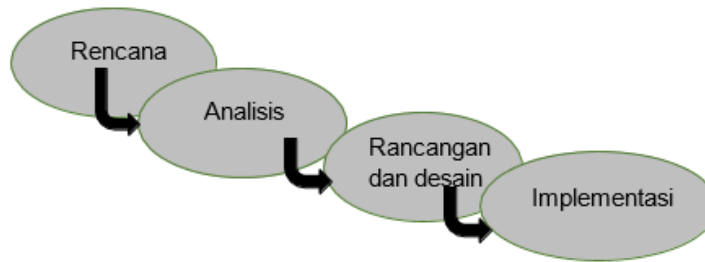 Rencana
Analisis
Rancangan
dan desain
Implementasi